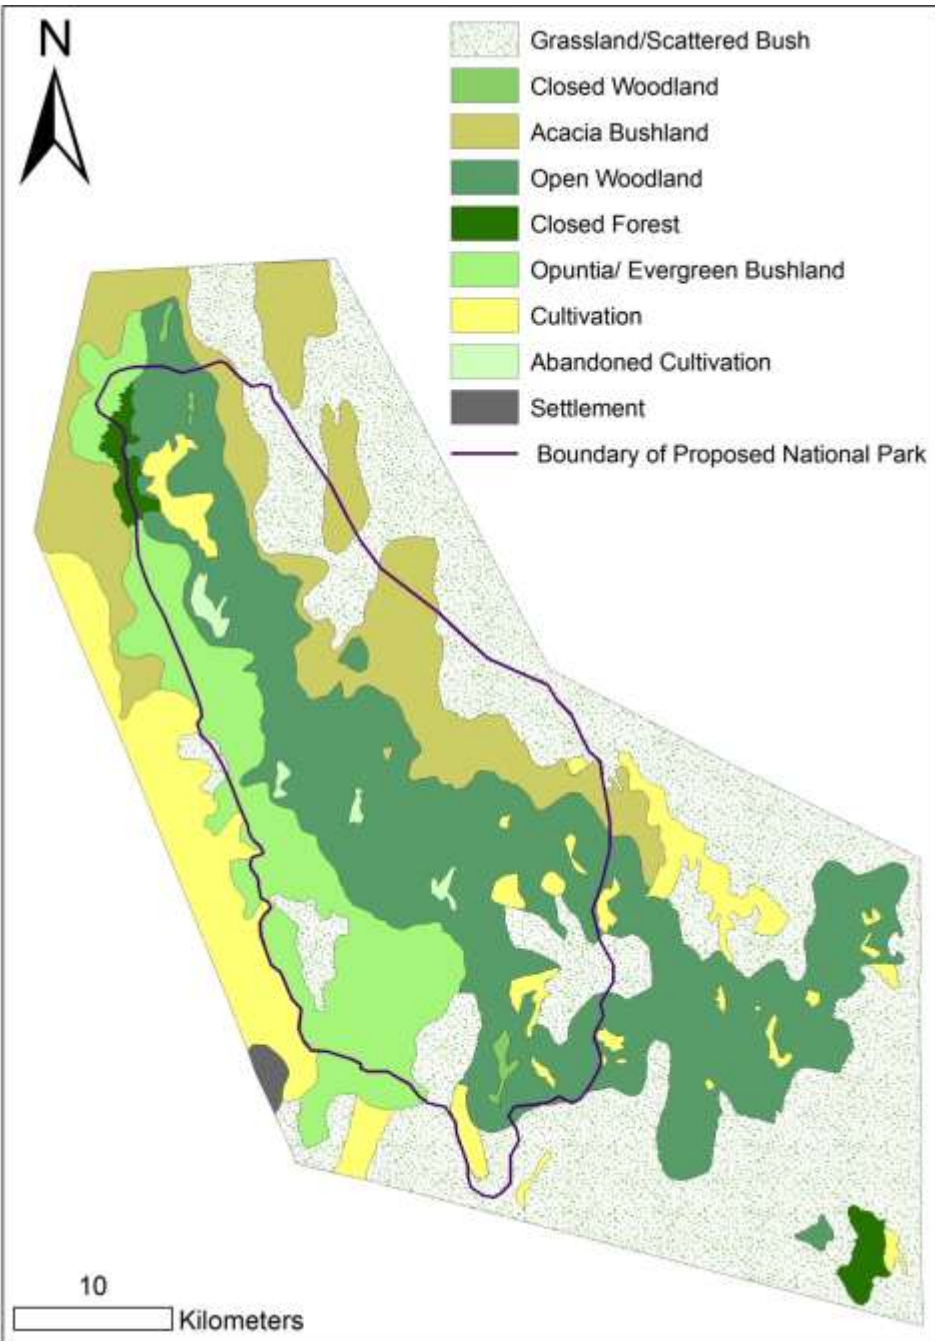 N
Grassland/Scattered Bush
Closed Woodland
Acacia Bushland
Open Woodland
Closed Forest
Opuntia/ Evergreen Bushland
Cultivation
Abandoned Cultivation
Settlement
Boundary of Proposed National Park
10
Kilometers